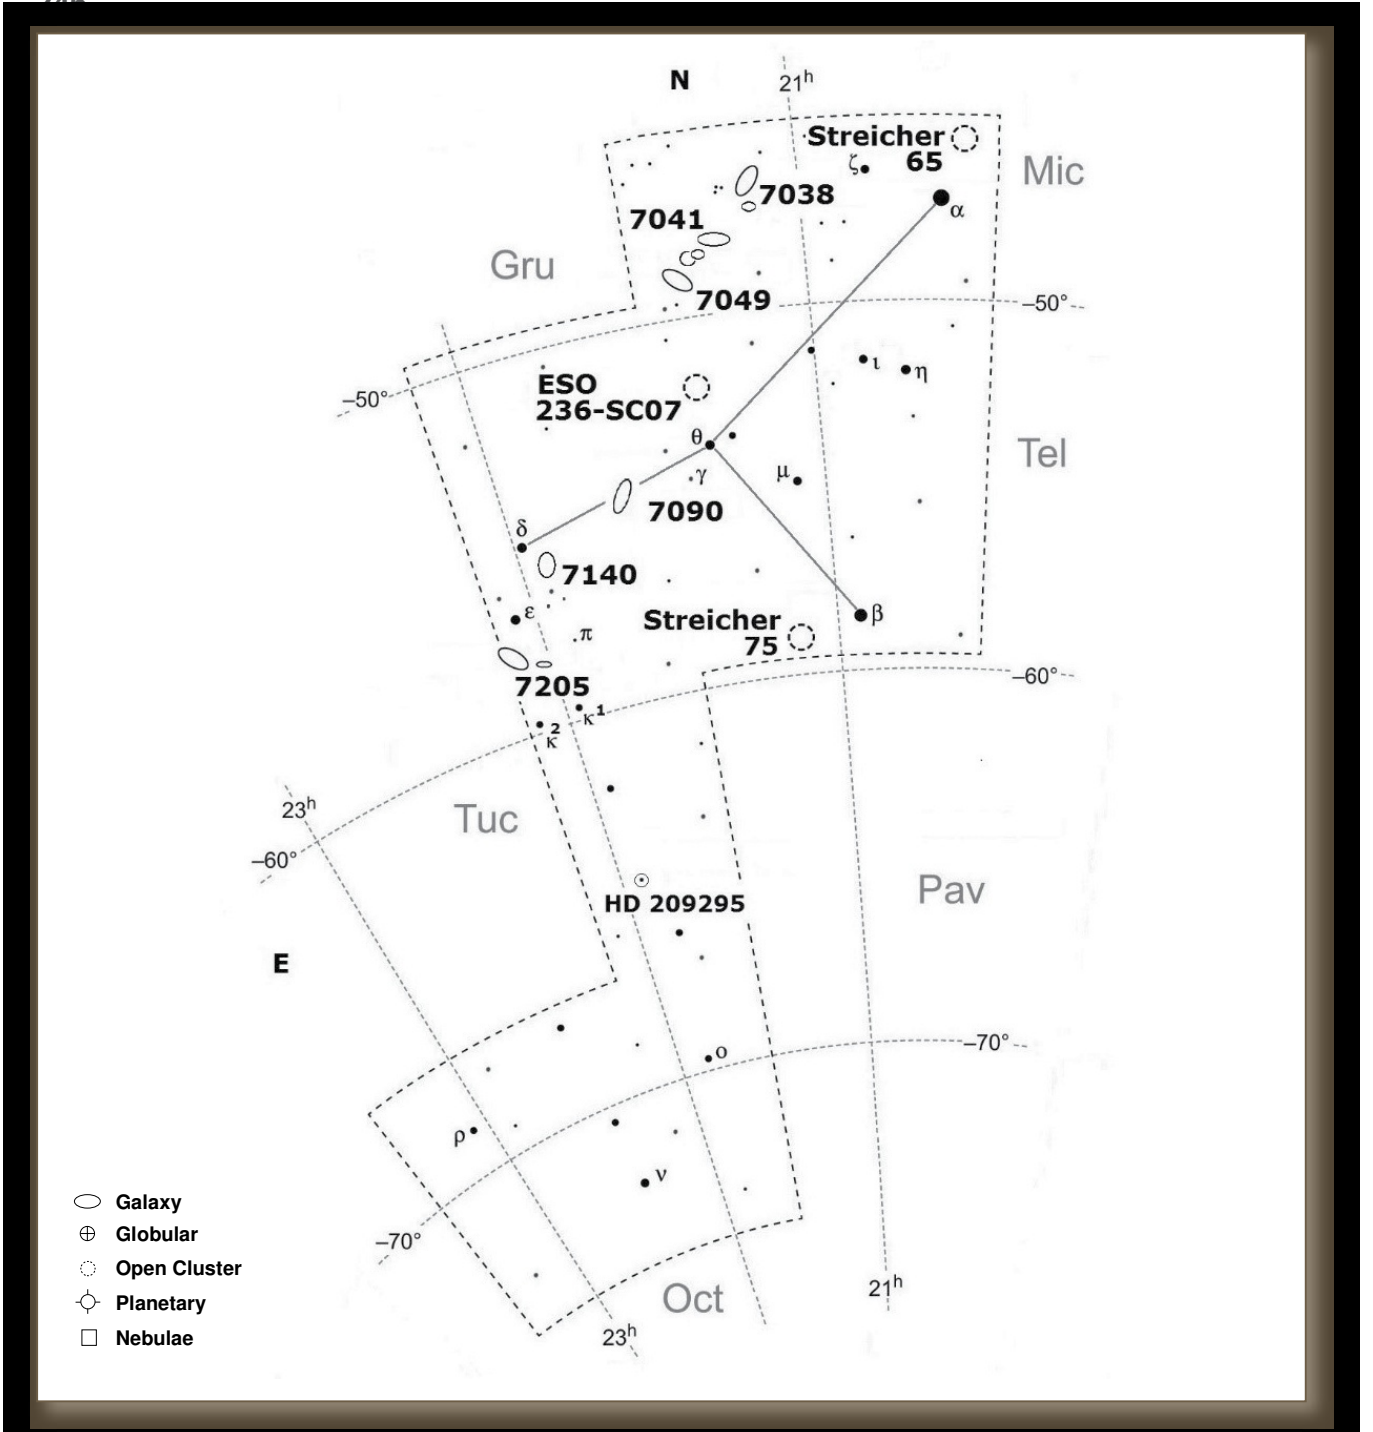 N
21h
Streicher
65
Mic
ζ
α
7038
7041
Gru
7049
–50°
ι
η
ESO
236-SC07
–50°
θ
Tel
γ
μ
7090
δ
7140
ε
π
Streicher
75
β
7205
–60°
κ1
κ2
23h
Tuc
–60°
Pav
HD 209295
E
–70°
ο
ρ
ν
–70°
Galaxy
Globular
Open Cluster
Planetary
Nebulae
Oct
21h
23h